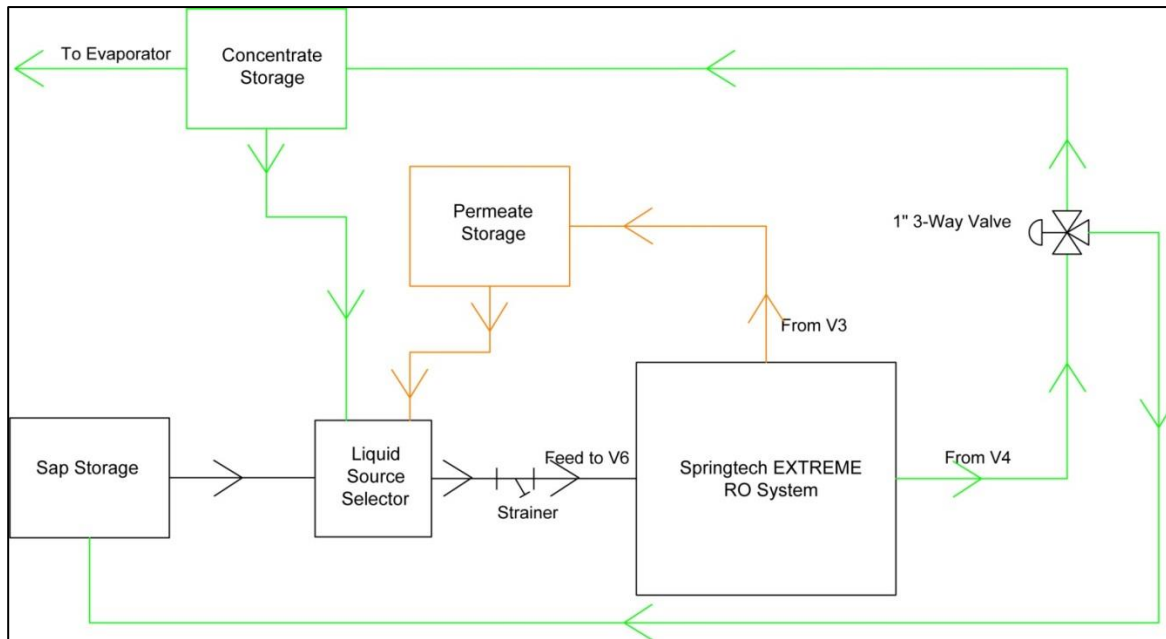 To Evaporator
Concentrate
Storage
Permeate
Storage
1" 3-Way Valve
From V3
Sap Storage
Liquid
Source
Selector
Feed to V6
Strainer
Springtech EXTREME
RO System
From V4